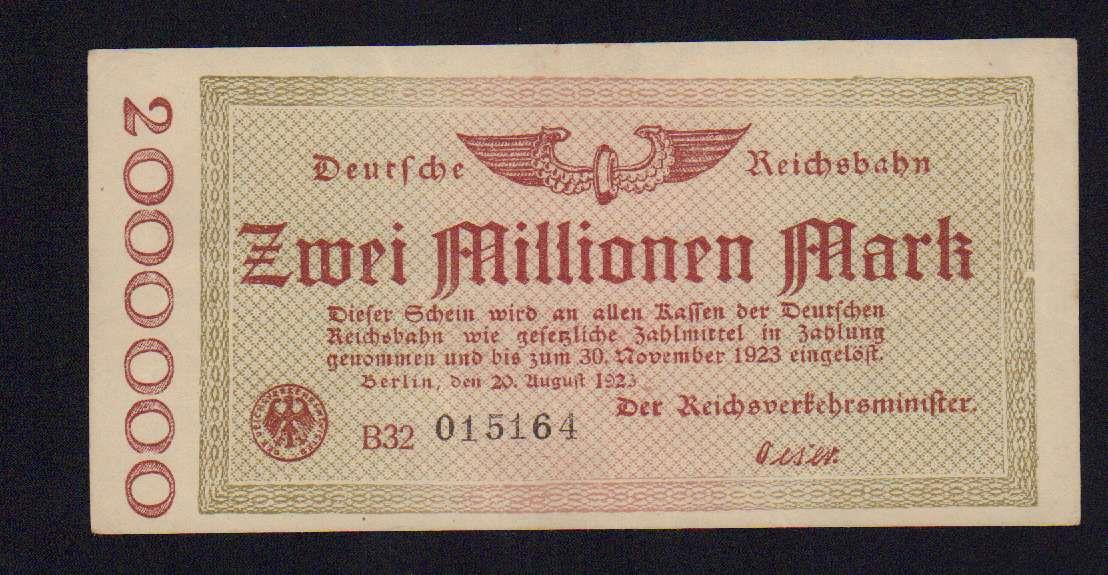 2000000
Deutsche Reichsbahn
Zwei Millionen Mark
Dieser Schein wird an allen Kassen der Deutschen
Reichsbahn wie gesetzliche Zahlmittel in Zahlung
genommen und bis zum 30. November 1923 eingelöst.
Berlin, den 20. August 1923
Der Reichsverkehrsminister.
B32 015164
Oeser.